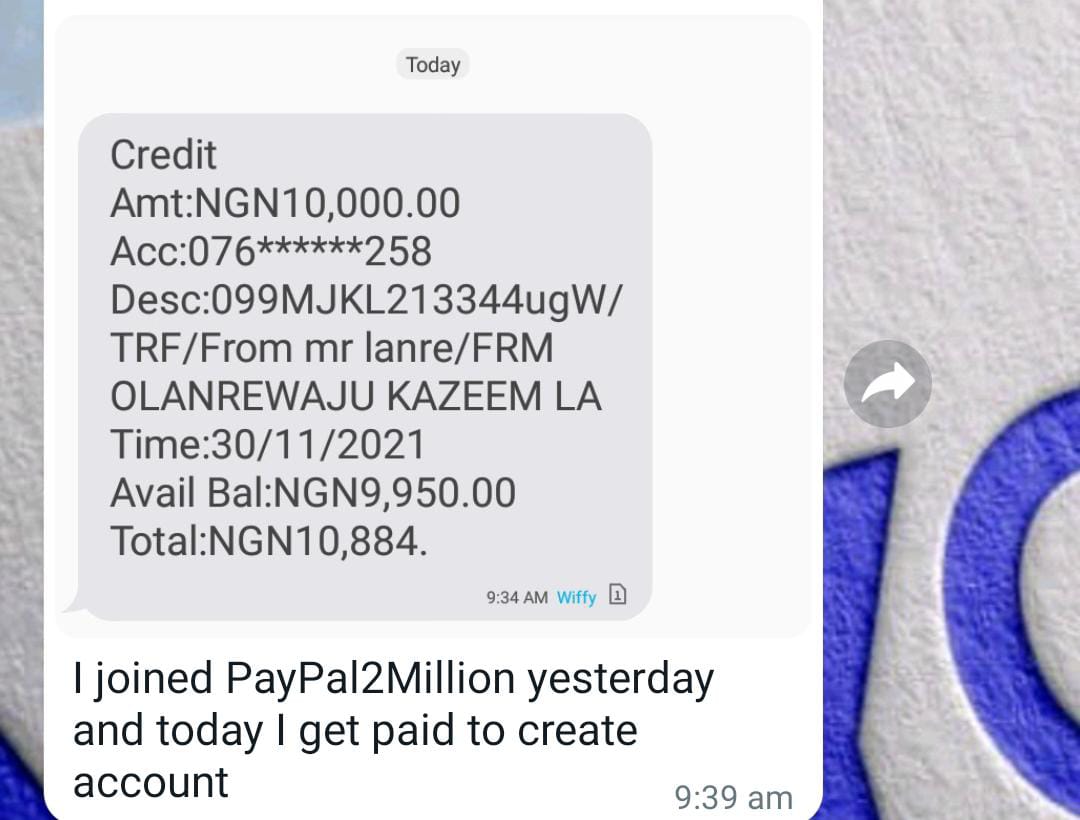 Today
Credit
Amt:NGN10,000.00
Acc:076******258
Desc:099MJKL213344ugW/
TRF/From mr lanre/FRM
OLANREWAJU KAZEEM LA
Time:30/11/2021
Avail Bal:NGN9,950.00
Total:NGN10,884.
9:34 AM Wiffy 1
I joined PayPal2Million yesterday
and today I get paid to create
account
9:39 am